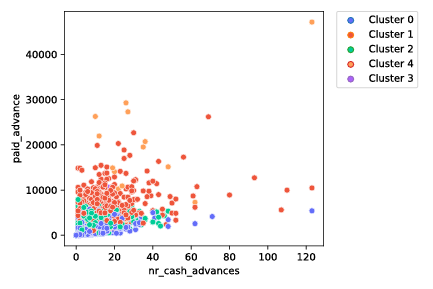 Cluster 0
Cluster 1
Cluster 2
Cluster 4
Cluster 3
40000
30000
20000
10000
0
paid_advance
0 20 40 60 80 100 120
nr_cash_advances